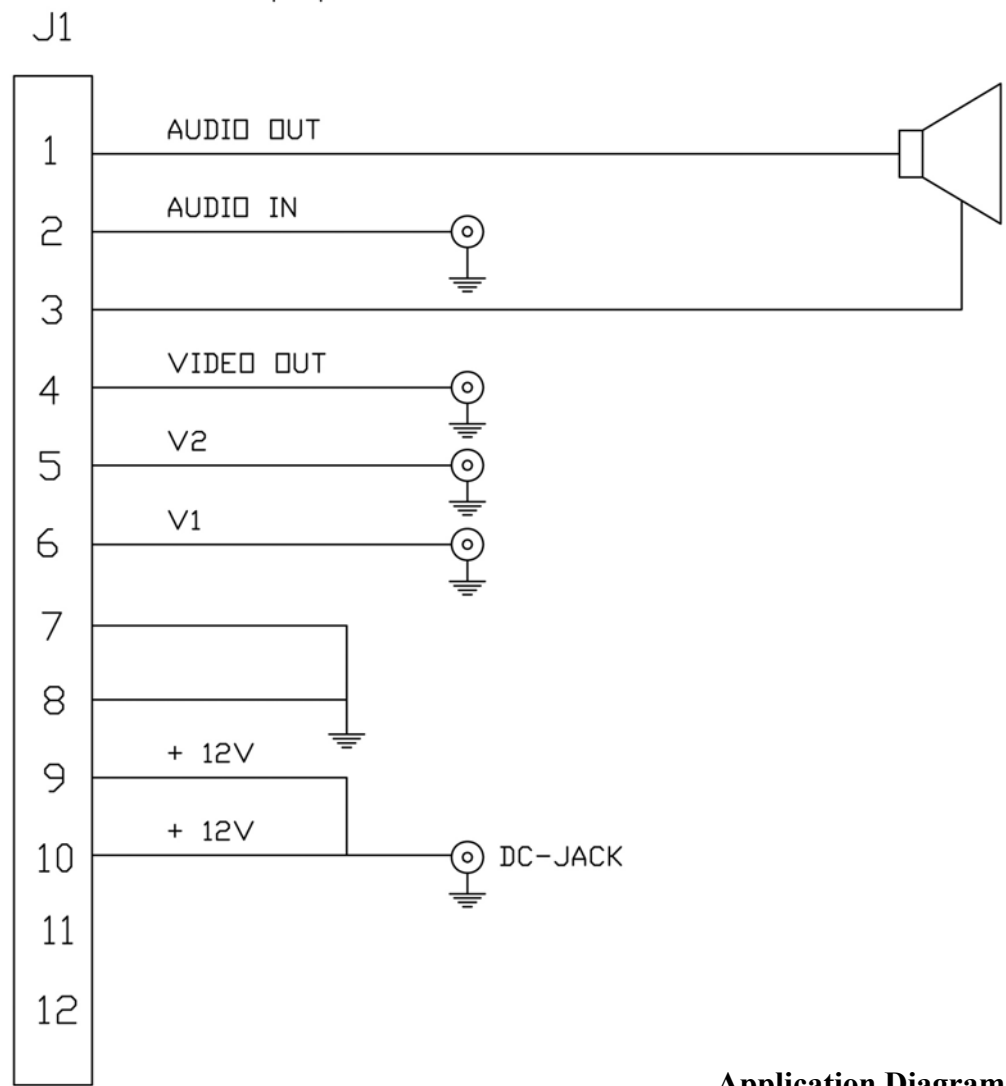 J1
1 AUDIO OUT
2 AUDIO IN
3
4 VIDEO OUT
5 V2
6 V1
7
8
9 + 12V
10 + 12V DC-JACK
11
12
Application Diagram